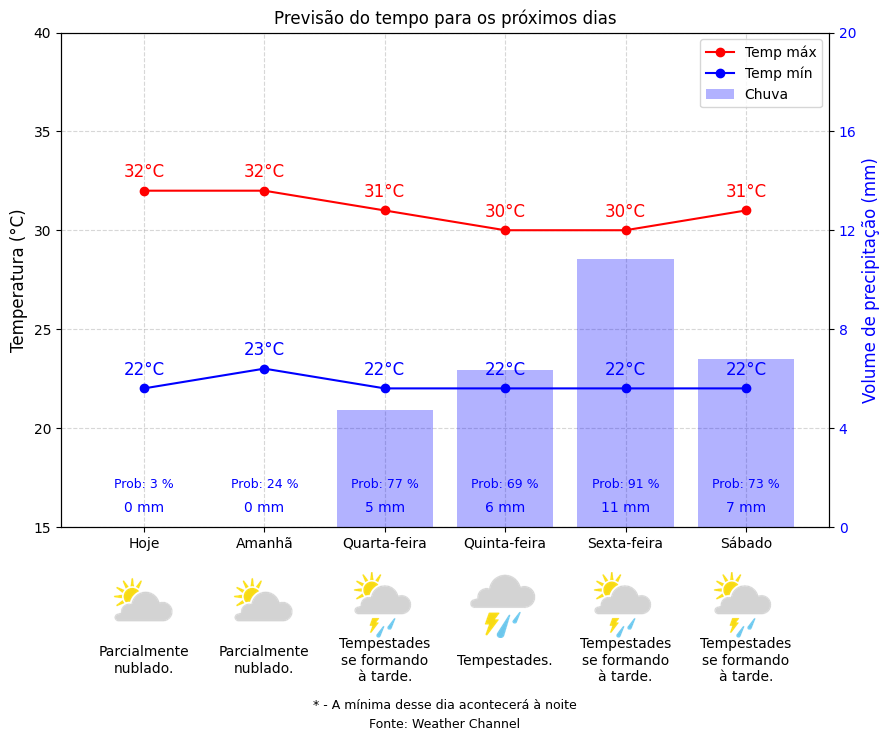 Previsão do tempo para os próximos dias
Temp máx
Temp mín
Chuva
Temperatura (°C)
Volume de precipitação (mm)
40
35
30
25
20
15
20
16
12
8
4
0
32°C 32°C 31°C 30°C 30°C 31°C
22°C 23°C 22°C 22°C 22°C 22°C
Prob: 3 % Prob: 24 % Prob: 77 % Prob: 69 % Prob: 91 % Prob: 73 %
0 mm 0 mm 5 mm 6 mm 11 mm 7 mm
Hoje Amanhã Quarta-feira Quinta-feira Sexta-feira Sábado
Parcialmente
nublado.
Parcialmente
nublado.
Tempestades
se formando
à tarde.
Tempestades.
Tempestades
se formando
à tarde.
Tempestades
se formando
à tarde.
* - A mínima desse dia acontecerá à noite
Fonte: Weather Channel